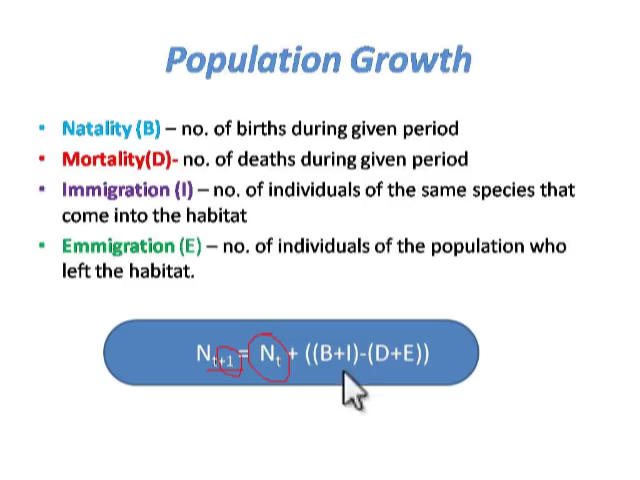 Population Growth
• Natality (B) – no. of births during given period
• Mortality(D)- no. of deaths during given period
• Immigration (I) – no. of individuals of the same species that
come into the habitat
• Emmigration (E) – no. of individuals of the population who
left the habitat.
Nt+1 = Nt + ((B+I)-(D+E))